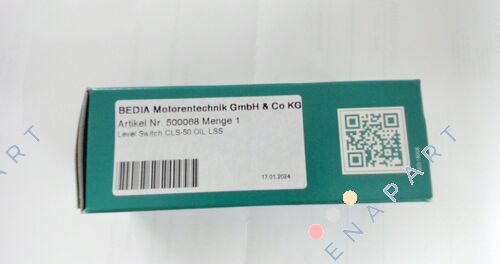 BEDIA Motorentechnik GmbH & Co KG
Artikel Nr. 500068 Menge 1
Level Switch CLS-50 OIL LSS
17.01.2024
ENAPART
ENAPART